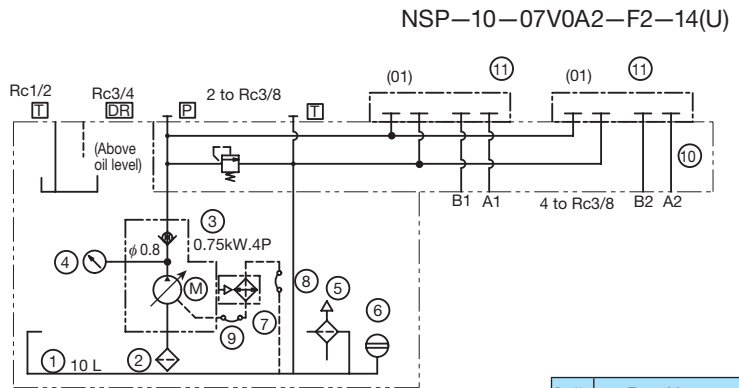 NSP—10—07V0A2—F2—14(U)
Rc1/2
T
Rc3/4
DR
P
2 to Rc3/8
T
(01)
11
(01)
11
(Above
oil level)
10
B1 A1
4 to Rc3/8
B2 A2
3
φ0.8
0.75kW.4P
4
M
8
5
6
9
7
1
10 L
2